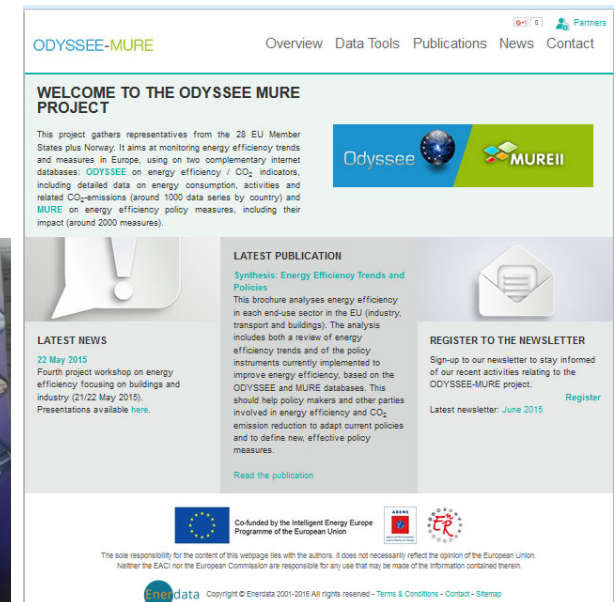 G+1 0 Partners
ODYSSEE-MURE
Overview Data Tools Publications News Contact
WELCOME TO THE ODYSSEE MURE
PROJECT
This project gathers representatives from the 28 EU Member
States plus Norway. It aims at monitoring energy efficiency trends
and measures in Europe, using on two complementary internet
databases: ODYSSEE on energy efficiency / CO₂ indicators,
including detailed data on energy consumption, activities and
related CO₂-emissions (around 1000 data series by country) and
MURE on energy efficiency policy measures, including their
impact (around 2000 measures).
Odyssee MUREII
LATEST NEWS
22 May 2015
Fourth project workshop on energy
efficiency focusing on buildings and
industry (21/22 May 2015).
Presentations available here.
LATEST PUBLICATION
Synthesis: Energy Efficiency Trends and
Policies
This brochure analyses energy efficiency
in each end-use sector in the EU (industry,
transport and buildings). The analysis
includes both a review of energy
efficiency trends and of the policy
instruments currently implemented to
improve energy efficiency, based on the
ODYSSEE and MURE databases. This
should help policy makers and other parties
involved in energy efficiency and CO₂
emission reduction to adapt current policies
and to define new, effective policy
measures.
Read the publication
REGISTER TO THE NEWSLETTER
Sign-up to our newsletter to stay informed
of our recent activities relating to the
ODYSSEE-MURE project.
Register
Latest newsletter: June 2015
Co-funded by the Intelligent Energy Europe
Programme of the European Union
ADEME
The sole responsibility for the content of this webpage lies with the authors. It does not necessarily reflect the opinion of the European Union.
Neither the EACI nor the European Commission are responsible for any use that may be made of the information contained therein.
Enerdata Copyright © Enerdata 2001-2016 All rights reserved - Terms & Conditions - Contact - Sitemap